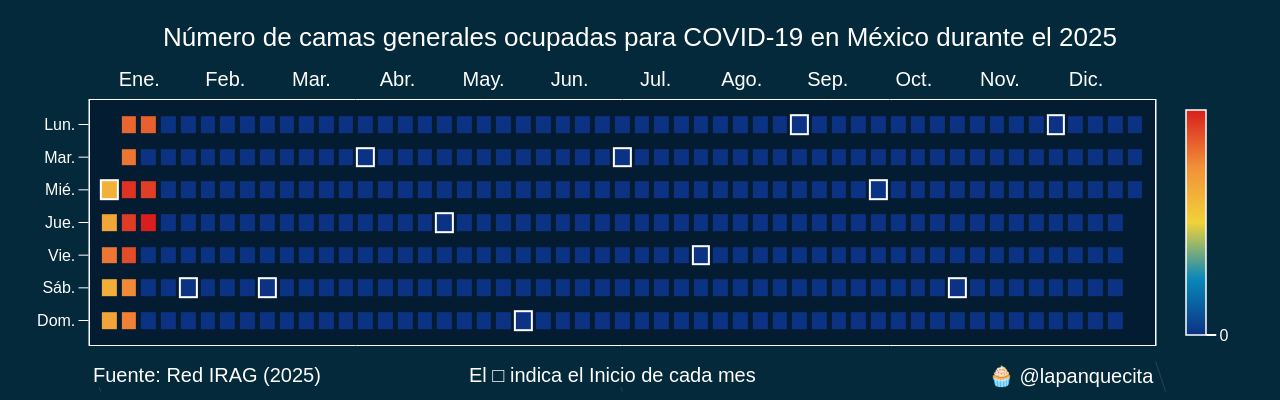 Número de camas generales ocupadas para COVID-19 en México durante el 2025
Ene. Feb. Mar. Abr. May. Jun. Jul. Ago. Sep. Oct. Nov. Dic.
Lun.
Mar.
Mié.
Jue.
Vie.
Sáb.
Dom.
0
Fuente: Red IRAG (2025)
El □ indica el Inicio de cada mes
🧁 @lapanquecita